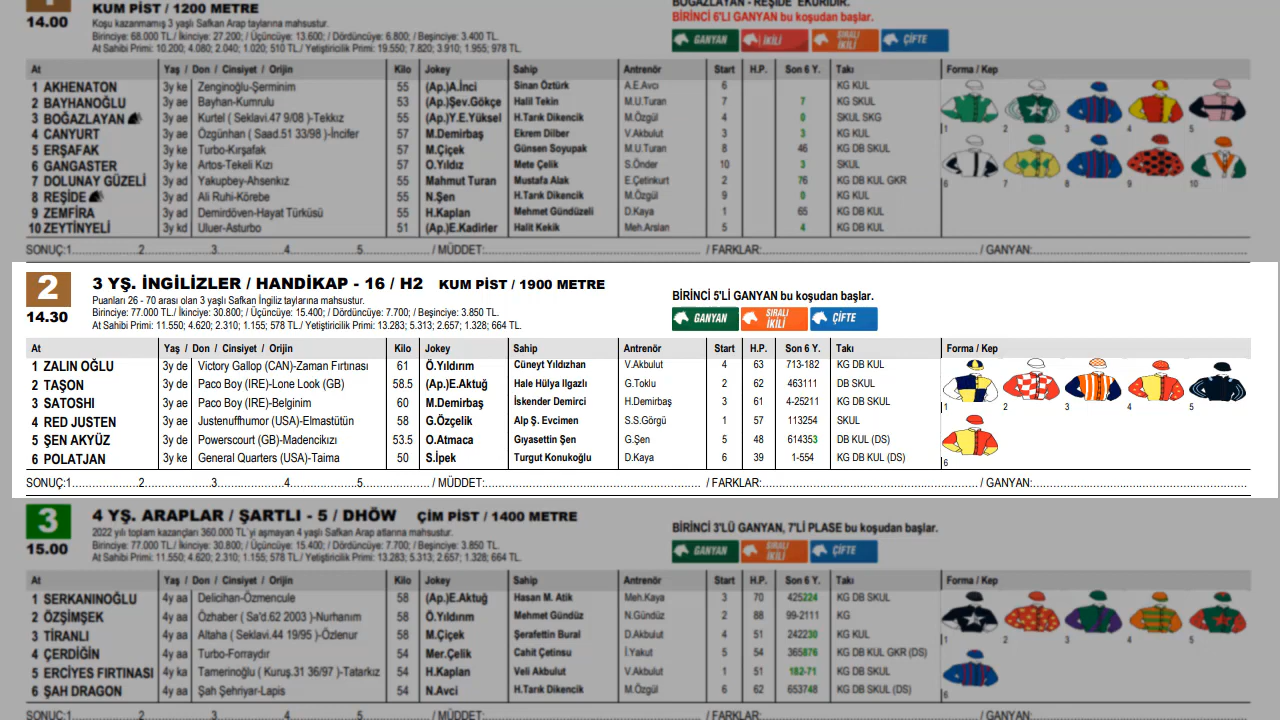 1
14.00
KUM PİST / 1200 METRE
Koşu kazanmamış 3 yaşlı Safkan Arap taylarına mahsustur.
Birinciye: 68.000 TL./ İkinciye: 27.200; / Üçüncüye: 13.600; / Dördüncüye: 6.800; / Beşinciye: 3.400 TL.
At Sahibi Primi: 10.200; 4.080; 2.040; 1.020; 510 TL./ Yetiştiricilik Primi: 19.550; 7.820; 3.910; 1.955; 978 TL.
BOĞAZLAYAN - REŞİDE EKÜRİDİR.
BİRİNCİ 6'LI GANYAN bu koşudan başlar.
GANYAN İKİLİ SIRALI İKİLİ ÇİFTE
At Yaş / Don / Cinsiyet / Orijin Kilo Jokey Sahip Antrenör Start H.P. Son 6 Y. Takı Forma / Kep
1 AKHENATON 3y ke Zenginoğlu-Şerminim 55 (Ap.)A.İnci Sinan Öztürk A.E.Avcı 6 KG KUL
2 BAYHANOĞLU 3y ae Bayhan-Kumrulu 53 (Ap.)Şev.Gökçe Halil Tekin M.U.Turan 7 7 KG SKUL
3 BOĞAZLAYAN 3y ae Kurtel ( Seklavi.47 9/08 )-Tekkız 55 (Ap.)Y.E.Yüksel H.Tarık Dikencik M.Özgül 4 0 SKUL SKG
4 CANYURT 3y ae Özgünhan ( Saad.51 33/98 )-İncifer 57 M.Demirbaş Ekrem Dilber V.Akbulut 3 3 KG KUL
5 ERŞAFAK 3y ke Turbo-Kırşafak 57 M.Çiçek Günsen Soyupak M.U.Turan 8 46 KG DB SKUL
6 GANGASTER 3y ke Artos-Tekeli Kızı 57 O.Yıldız Mete Çelik S.Önder 10 3 SKUL
7 DOLUNAY GÜZELİ 3y ad Yakupbey-Ahsenkız 55 Mahmut Turan Mustafa Alak E.Çetinkurt 2 76 KG DB KUL GKR
8 REŞİDE 3y ad Ali Ruhi-Körebe 55 N.Şen H.Tarık Dikencik M.Özgül 9 0 KG KUL
9 ZEMFİRA 3y ad Demirdöven-Hayat Türküsü 55 H.Kaplan Mehmet Gündüzeli D.Kaya 1 65 KG DB KUL
10 ZEYTİNYELİ 3y kd Uluer-Asturbo 51 (Ap.)E.Kadirler Halit Kekik Meh.Arslan 5 4 KG DB KUL
1 2 3 4 5
6 7 8 9 10
SONUÇ:1 2 3 4 5 / MÜDDET: / FARKLAR: / GANYAN:
2
14.30
3 YŞ. İNGİLİZLER / HANDİKAP - 16 / H2 KUM PİST / 1900 METRE
Puanları 26 - 70 arası olan 3 yaşlı Safkan İngiliz taylarına mahsustur.
Birinciye: 77.000 TL./ İkinciye: 30.800; / Üçüncüye: 15.400; / Dördüncüye: 7.700; / Beşinciye: 3.850 TL.
At Sahibi Primi: 11.550; 4.620; 2.310; 1.155; 578 TL./ Yetiştiricilik Primi: 13.283; 5.313; 2.657; 1.328; 664 TL.
BİRİNCİ 5'Lİ GANYAN bu koşudan başlar.
GANYAN SIRALI İKİLİ ÇİFTE
At Yaş / Don / Cinsiyet / Orijin Kilo Jokey Sahip Antrenör Start H.P. Son 6 Y. Takı Forma / Kep
1 ZALIN OĞLU 3y de Victory Gallop (CAN)-Zaman Fırtınası 61 Ö.Yıldırım Cüneyt Yıldızhan V.Akbulut 4 63 713-182 KG DB KUL
2 TAŞON 3y de Paco Boy (IRE)-Lone Look (GB) 58.5 (Ap.)E.Aktuğ Hale Hülya Ilgazlı G.Toklu 2 62 463111 DB SKUL
3 SATOSHI 3y ae Paco Boy (IRE)-Belginim 60 M.Demirbaş İskender Demirci H.Demirbaş 3 61 4-25211 KG DB SKUL
4 RED JUSTEN 3y ae Justenuffhumor (USA)-Elmastütün 58 G.Özçelik Alp Ş. Evcimen S.S.Görgü 1 57 113254 SKUL
5 ŞEN AKYÜZ 3y de Powerscourt (GB)-Madencikızı 53.5 O.Atmaca Gıyasettin Şen G.Şen 5 48 614353 DB KUL (DS)
6 POLATJAN 3y ke General Quarters (USA)-Taima 50 S.İpek Turgut Konukoğlu D.Kaya 6 39 1-554 KG DB KUL (DS)
1 2 3 4 5
6
SONUÇ:1 2 3 4 5 / MÜDDET: / FARKLAR: / GANYAN:
3
15.00
4 YŞ. ARAPLAR / ŞARTLI - 5 / DHÖW ÇİM PİST / 1400 METRE
2022 yılı toplam kazançları 360.000 TL'yi aşmayan 4 yaşlı Safkan Arap atlarına mahsustur.
Birinciye: 77.000 TL./ İkinciye: 30.800; / Üçüncüye: 15.400; / Dördüncüye: 7.700; / Beşinciye: 3.850 TL.
At Sahibi Primi: 11.550; 4.620; 2.310; 1.155; 578 TL./ Yetiştiricilik Primi: 13.283; 5.313; 2.657; 1.328; 664 TL.
BİRİNCİ 3'LÜ GANYAN, 7'Lİ PLASE bu koşudan başlar.
GANYAN SIRALI İKİLİ ÇİFTE
At Yaş / Don / Cinsiyet / Orijin Kilo Jokey Sahip Antrenör Start H.P. Son 6 Y. Takı Forma / Kep
1 SERKANINOĞLU 4y aa Delicihan-Özmencule 58 (Ap.)E.Aktuğ Hasan M. Atik Meh.Kaya 3 70 425224 KG DB SKUL
2 ÖZŞİMŞEK 4y aa Özhaber ( Sa'd.62 2003 )-Nurhanım 58 Ö.Yıldırım Mehmet Gündüz N.Gündüz 2 88 99-2111 KG
3 TİRANLI 4y aa Altaha ( Seklavi.44 19/95 )-Özlenur 58 M.Çiçek Şerafettin Bural D.Akbulut 4 51 242230 KG KUL
4 ÇERDİĞİN 4y aa Turbo-Forraydır 54 Mer.Çelik Cahit Çetinsu İ.Yakut 5 54 365876 KG DB KUL GKR (DS)
5 ERCİYES FIRTINASI 4y ka Tamerinoğlu ( Kuruş.31 36/97 )-Tatarkız 54 H.Kaplan Veli Akbulut V.Akbulut 1 51 182-71 KG DB SKUL
6 ŞAH DRAGON 4y aa Şah Şehriyar-Lapis 54 N.Avci H.Tarık Dikencik M.Özgül 6 62 653748 KG DB SKUL (DS)
1 2 3 4 5
6
SONUÇ:1 2 3 4 5 / MÜDDET: / FARKLAR: / GANYAN: